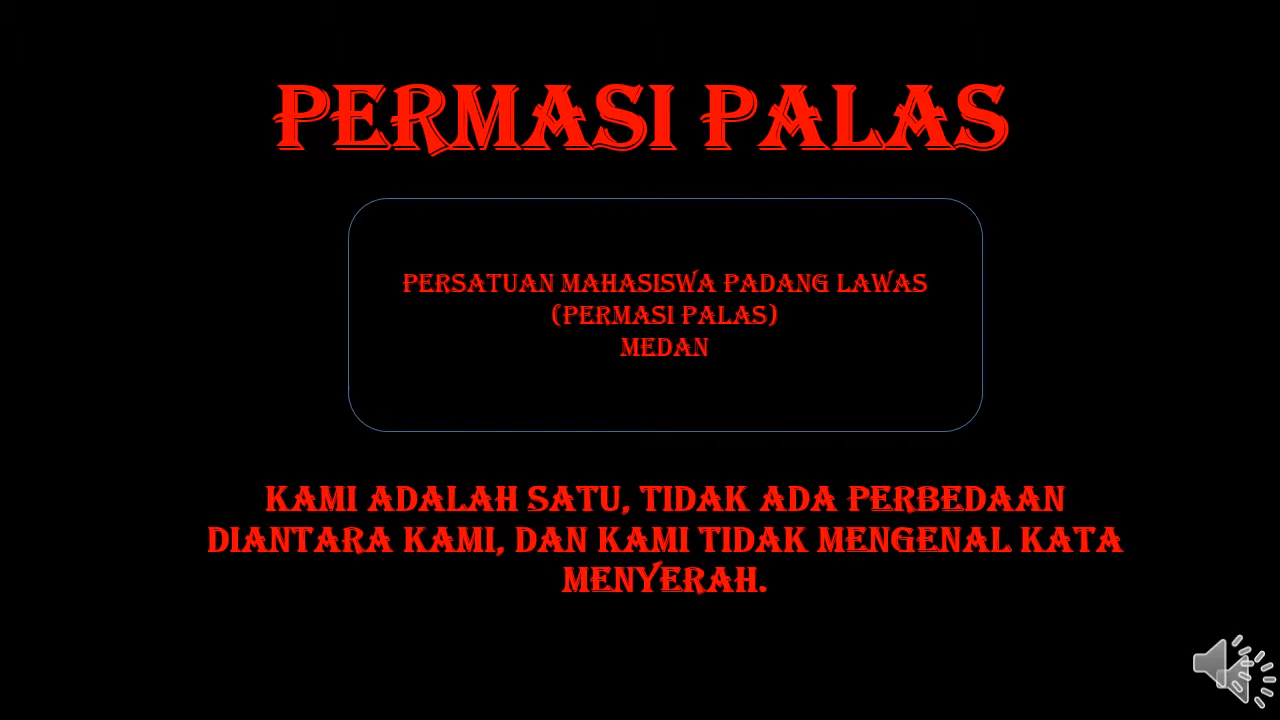 PERMASI PALAS
PERSATUAN MAHASISWA PADANG LAWAS
(PERMASI PALAS)
MEDAN
KAMI ADALAH SATU, TIDAK ADA PERBEDAAN
DIANTARA KAMI, DAN KAMI TIDAK MENGENAL KATA
MENYERAH.